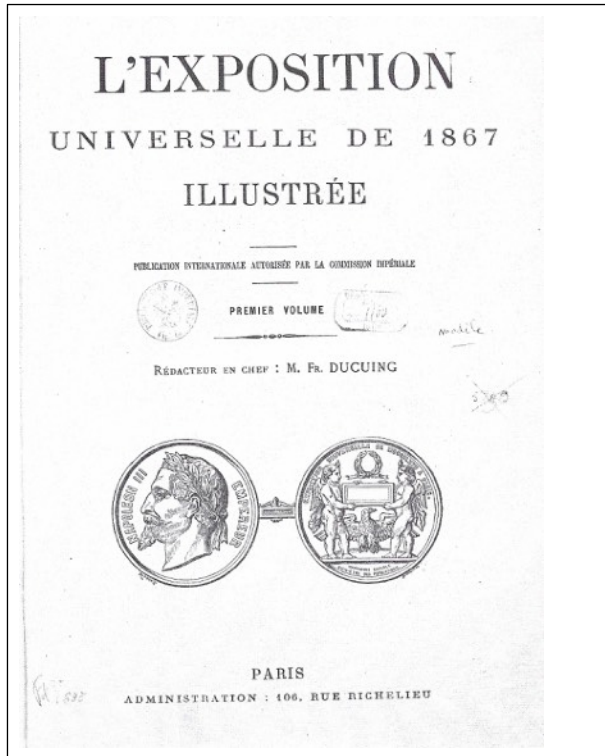 L'EXPOSITION
UNIVERSELLE DE 1867
ILLUSTRÉE
PUBLICATION INTERNATIONALE AUTORISÉE PAR LA COMMISSION IMPÉRIALE
PREMIER VOLUME
modèle
RÉDACTEUR EN CHEF : M. FR. DUCUING
NAPOLEON III EMPEREUR
PARIS
ADMINISTRATION : 106, RUE RICHELIEU